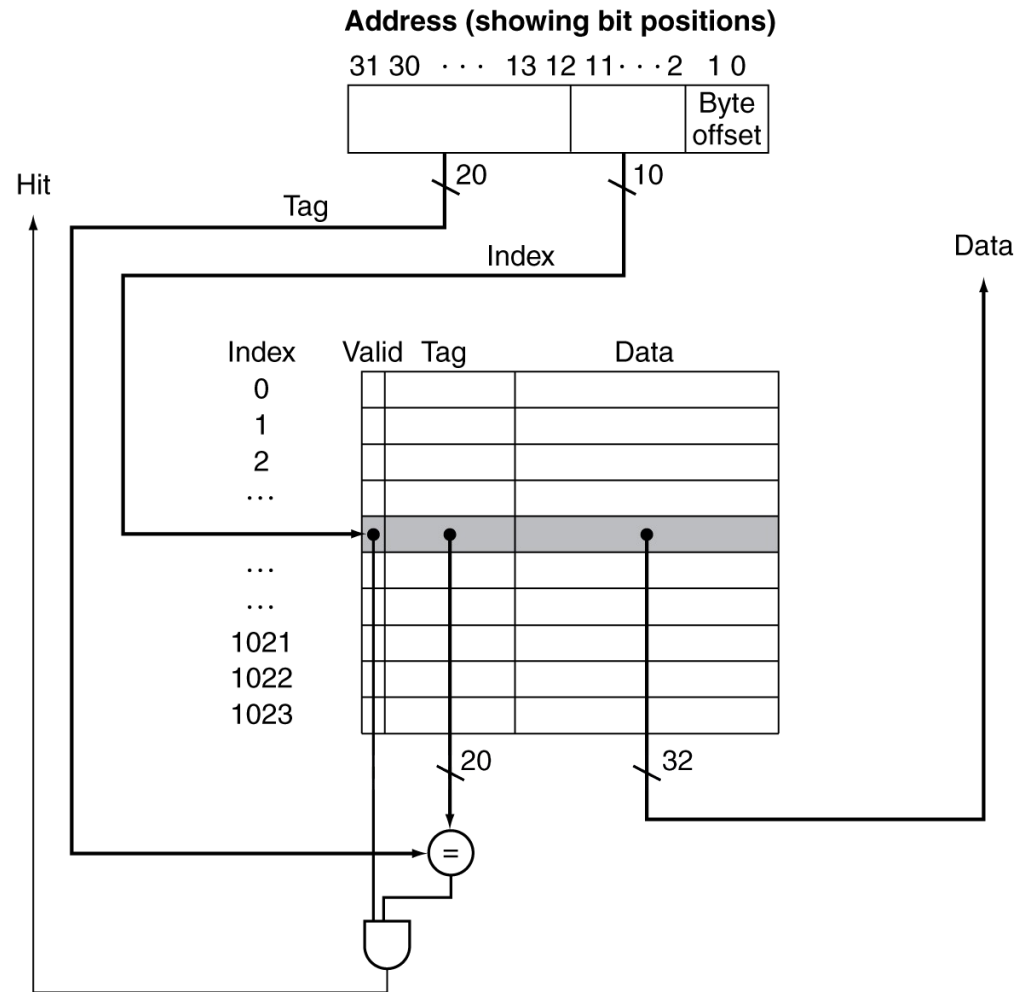 Address (showing bit positions)
31 30 · · · 13 12 11 · · · 2 1 0
Byte
offset
20
10
Hit
Tag
Index
Data
Index Valid Tag Data
0
1
2
...
...
...
1021
1022
1023
20
32
=